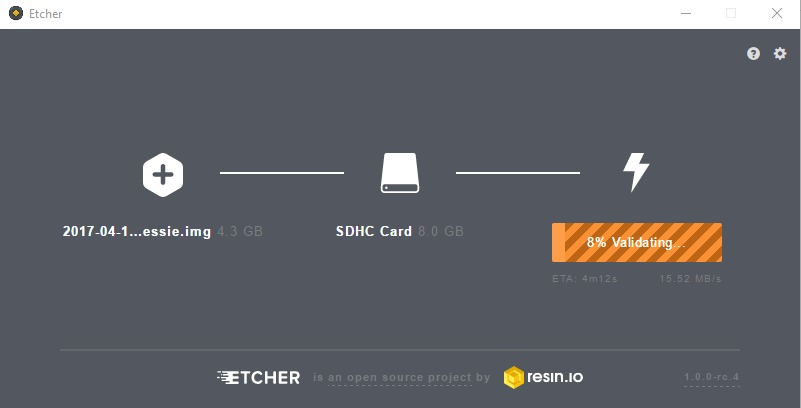 Etcher
2017-04-1...essie.img 4.3 GB
SDHC Card 8.0 GB
8% Validating...
ETA: 4m12s
15.52 MB/s
ETCHER is an open source project by resin.io
1.0.0-rc.4